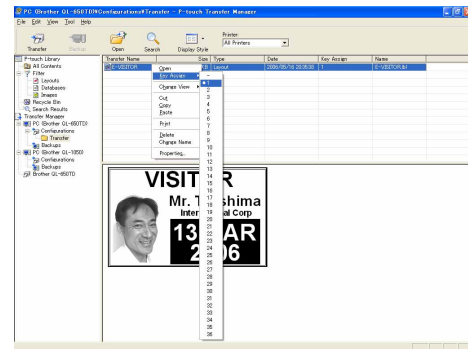 PC (Brother QL-650TD)¥Configurations¥Transfer - P-touch Transfer Manager
File Edit View Tool Help
Transfer
Backup
Open
Search
Display Style
Printer
All Printers
P-touch Library
All Contents
Filter
Layouts
Databases
Images
Recycle Bin
Search Results
Transfer Manager
PC (Brother QL-650TD)
Configurations
Transfer
Backups
PC (Brother QL-1050)
Configurations
Backups
Brother QL-650TD
Transfer Name Size Type Date Key Assign Name
E-VISITOR Layout 1 E-VISITOR.lbl
Open
Key Assign
Change View
Cut
Copy
Paste
Print
Delete
Change Name
Properties...
-
1
2
3
4
5
6
7
8
9
10
11
12
13
14
15
16
17
18
19
20
21
22
23
24
25
26
27
28
29
30
31
32
33
34
35
36
VISIT R
Mr. T shima
Inter al Corp
13 AR
2 06